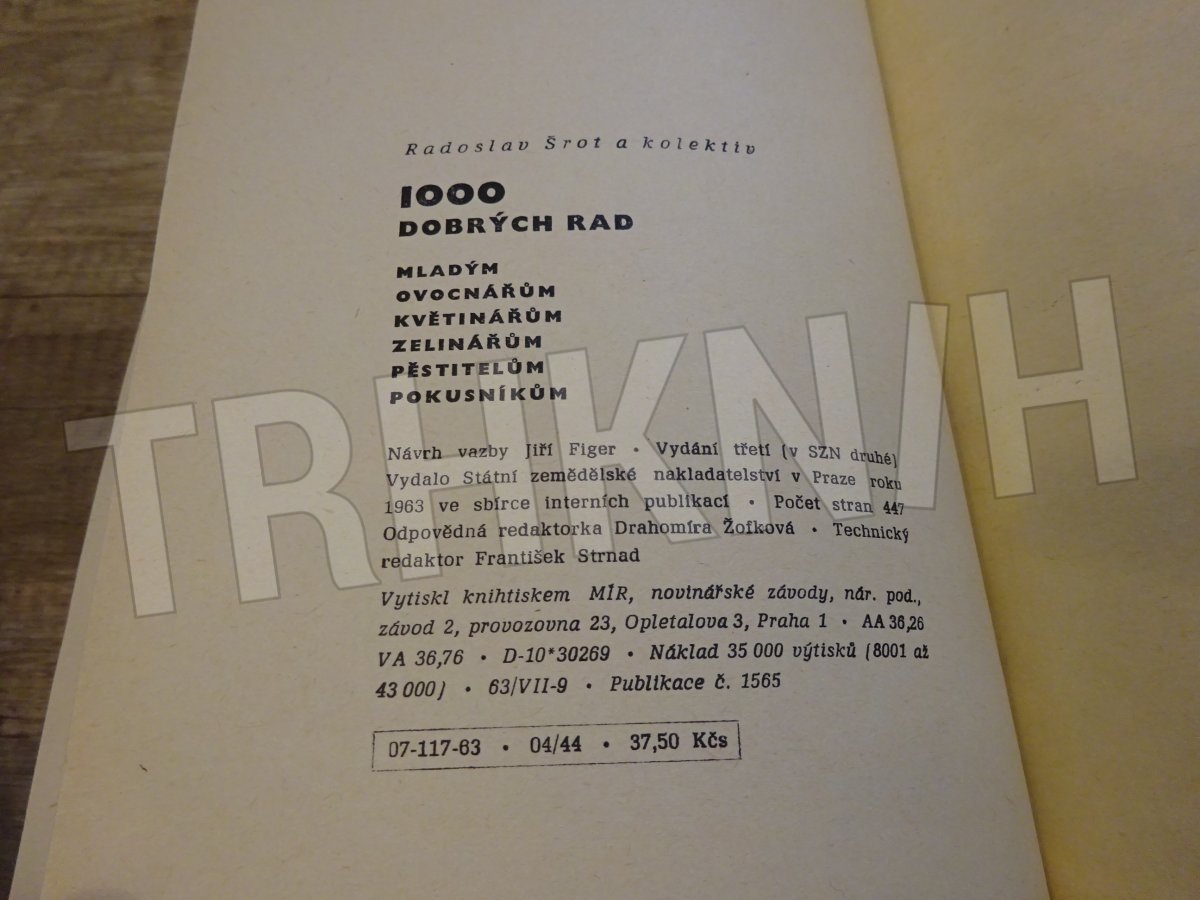 Radoslav Šrot a kolektiv
1000
DOBRÝCH RAD
MLADÝM
OVOCNÁŘŮM
KVĚTINÁŘŮM
ZELINÁŘŮM
PĚSTITELŮM
POKUSNÍKŮM
Návrh vazby Jiří Figer • Vydání třetí (v SZN druhé)
Vydalo Státní zemědělské nakladatelství v Praze roku
1963 ve sbírce interních publikací • Počet stran 447
Odpovědná redaktorka Drahomíra Žofková • Technický
redaktor František Strnad
Vytiskl knihtiskem MÍR, novinářské závody, nár. pod.,
závod 2, provozovna 23, Opletalova 3, Praha 1 • AA 36,26
VA 36,76 • D-10*30269 • Náklad 35 000 výtisků (8001 až
43 000) • 63/VII-9 • Publikace č. 1565
07-117-63 • 04/44 • 37,50 Kčs
TRHKNIH